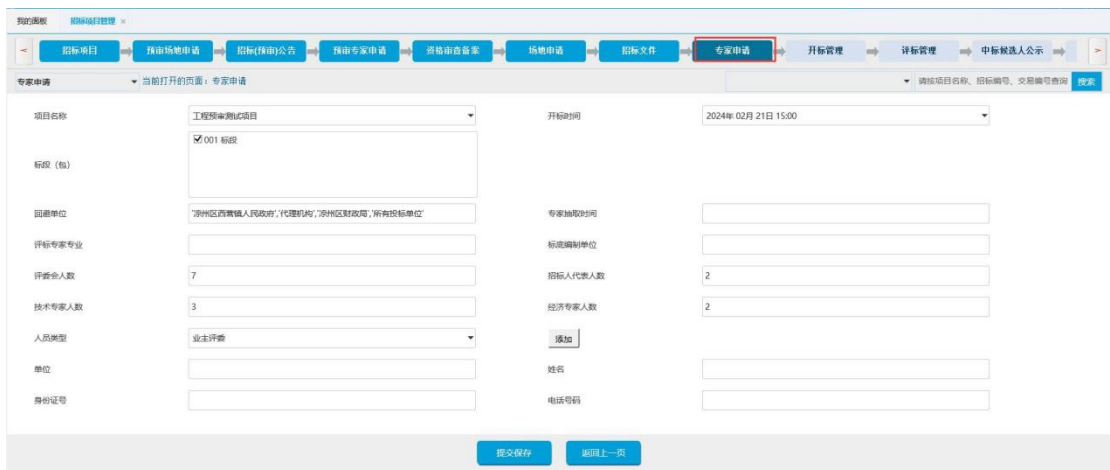 我的面板 招标项目管理 ×
< 招标项目 预审场地申请 招标(预审)公告 预审专家申请 资格审查备案 场地申请 招标文件 专家申请 开标管理 评标管理 中标候选人公示 >
专家申请 当前打开的页面：专家申请 请按项目名称、招标编号、交易编号查询 搜索
项目名称 工程预审测试项目 开标时间 2024年 02月 21日 15:00
标段（包） 001 标段
回避单位 '凉州区西营镇人民政府','代理机构','凉州区财政局','所有投标单位' 专家抽取时间
评标专家专业 标底编制单位
评委会人数 7 招标人代表人数 2
技术专家人数 3 经济专家人数 2
人员类型 业主评委 添加
单位 姓名
身份证号 电话号码
提交保存 返回上一页